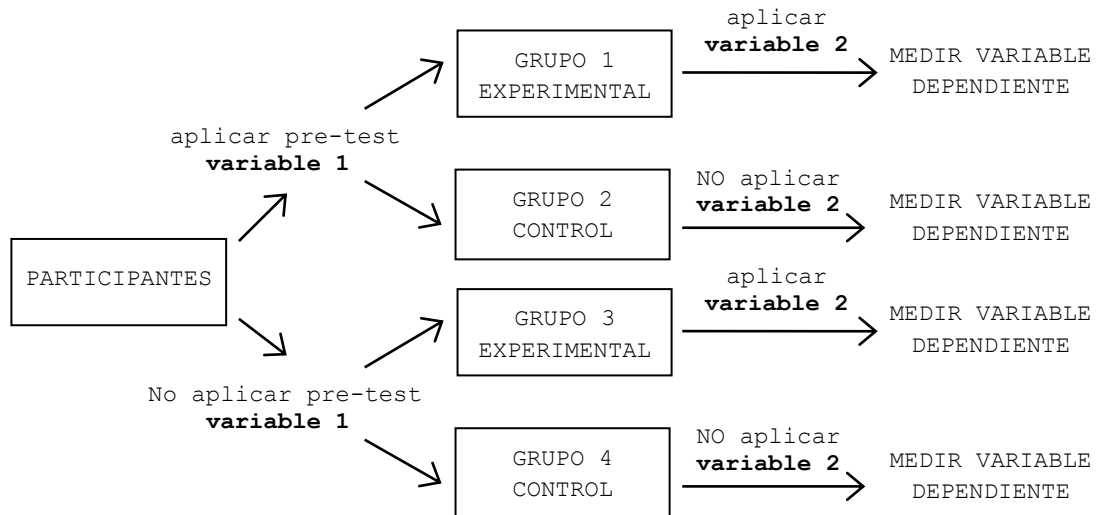 aplicar
variable 2
GRUPO 1
EXPERIMENTAL
MEDIR VARIABLE
DEPENDIENTE
aplicar pre-test
variable 1
NO aplicar
variable 2
GRUPO 2
CONTROL
MEDIR VARIABLE
DEPENDIENTE
PARTICIPANTES
aplicar
variable 2
GRUPO 3
EXPERIMENTAL
MEDIR VARIABLE
DEPENDIENTE
No aplicar pre-test
variable 1
NO aplicar
variable 2
GRUPO 4
CONTROL
MEDIR VARIABLE
DEPENDIENTE